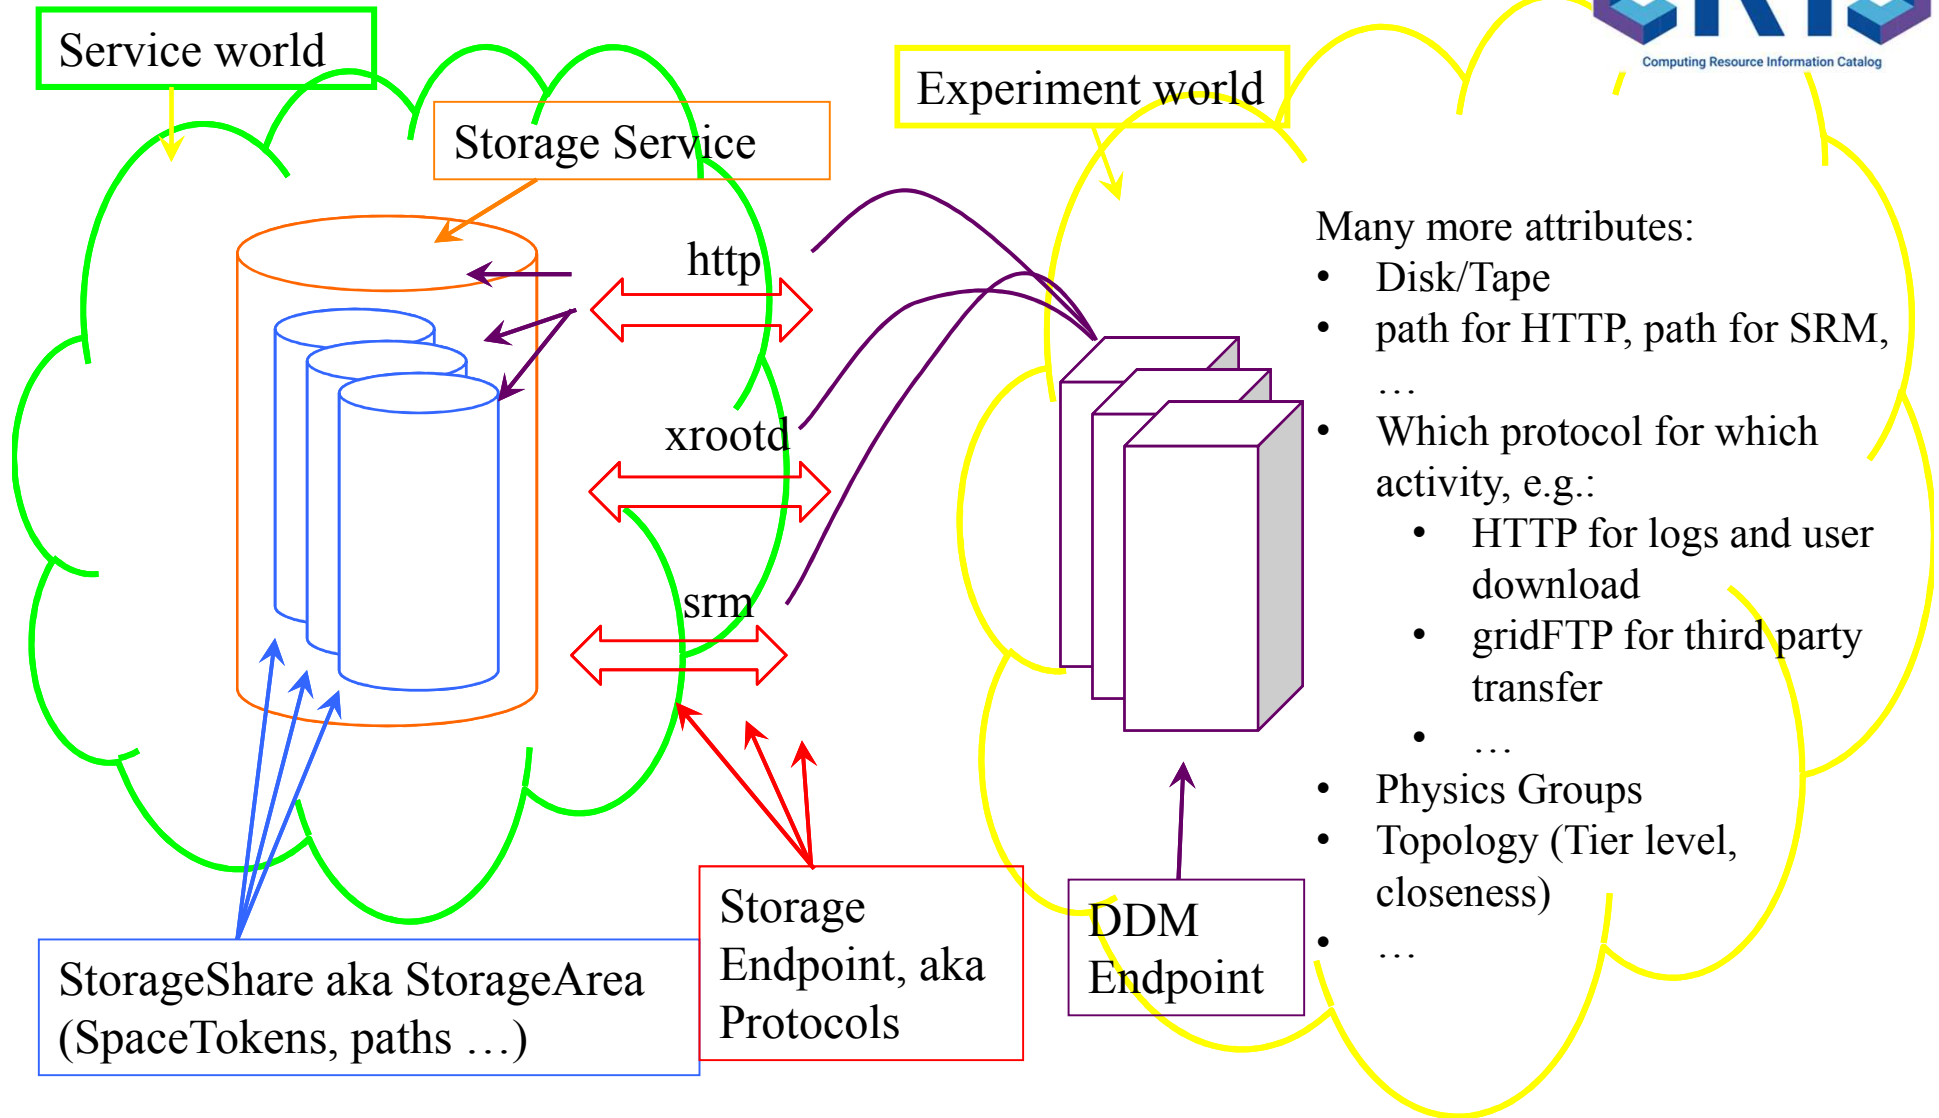 Computing Resource Information Catalog
Service world
Experiment world
Storage Service
http
xrootd
srm
Many more attributes:
• Disk/Tape
• path for HTTP, path for SRM,
…
• Which protocol for which
activity, e.g.:
• HTTP for logs and user
download
• gridFTP for third party
transfer
• …
• Physics Groups
• Topology (Tier level,
closeness)
• …
StorageShare aka StorageArea
(SpaceTokens, paths …)
Storage
Endpoint, aka
Protocols
DDM
Endpoint